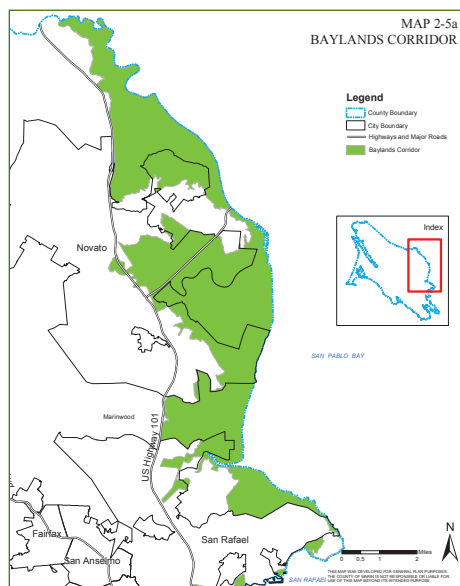 MAP 2-5a
BAYLANDS CORRIDOR
Legend
County Boundary
City Boundary
Highways and Major Roads
Baylands Corridor
Index
Novato
SAN PABLO BAY
Marinwood
US Highway 101
San Rafael
Fairfax
San Anselmo
SAN RAFAEL
0.5 1 2
Miles
N
THIS MAP WAS DEVELOPED FOR GENERAL PLAN PURPOSES.
THE COUNTY OF MARIN IS NOT RESPONSIBLE OR LIABLE FOR
USE OF THIS MAP BEYOND ITS INTENDED PURPOSE.